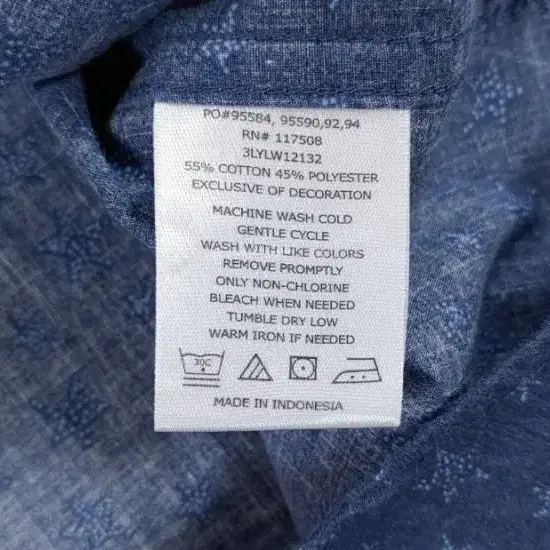 PO#95584, 95590,92,94
RN# 117508
3LYLW12132
55% COTTON 45% POLYESTER
EXCLUSIVE OF DECORATION
MACHINE WASH COLD
GENTLE CYCLE
WASH WITH LIKE COLORS
REMOVE PROMPTLY
ONLY NON-CHLORINE
BLEACH WHEN NEEDED
TUMBLE DRY LOW
WARM IRON IF NEEDED
30C
MADE IN INDONESIA